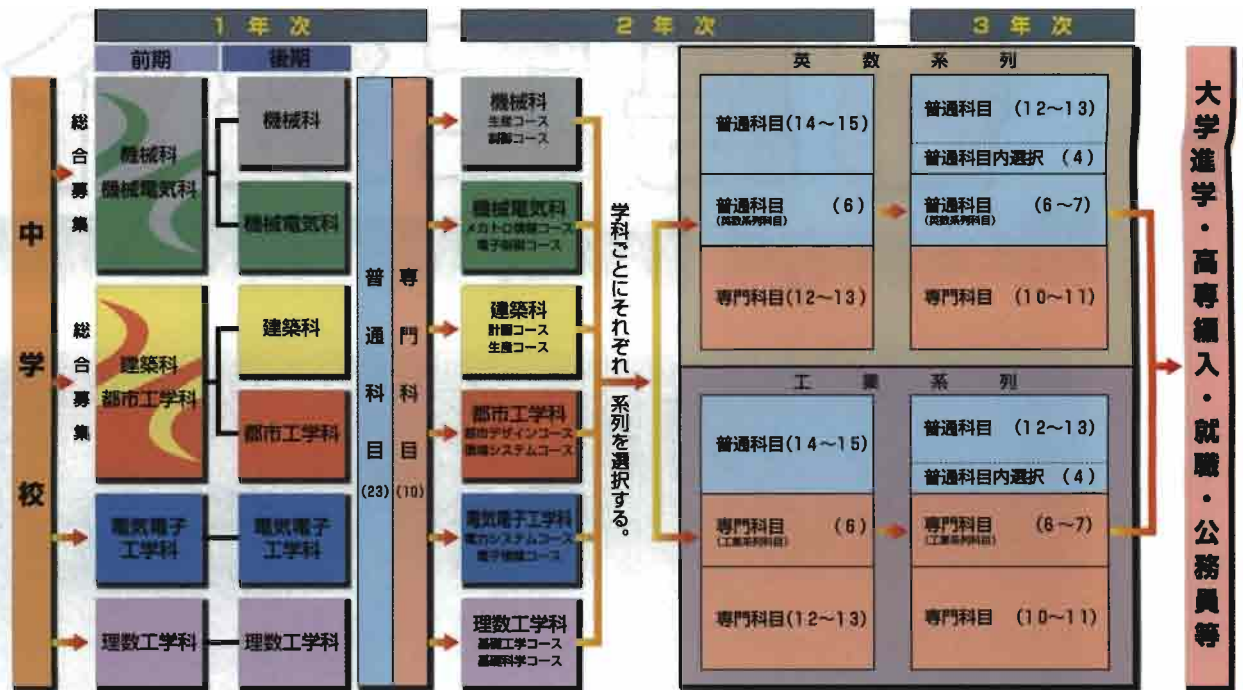 1年次
2年次
3年次
前期
後期
中学校
総合募集
機械科
機械電気科
総合募集
建築科
都市工学科
電気電子
工学科
理数工学科
機械科
機械電気科
建築科
都市工学科
電気電子
工学科
理数工学科
普通科目
(23)
専門科目
(10)
機械科
生産コース
制御コース
機械電気科
メカトロ情報コース
電子制御コース
建築科
計画コース
生産コース
都市工学科
都市デザインコース
環境システムコース
電気電子工学科
電力システムコース
電子情報コース
理数工学科
基礎工学コース
基礎科学コース
学科ごとにそれぞれ 系列を選択する。
英数系列
普通科目(14〜15)
普通科目 (6)
(英数系列科目)
専門科目(12〜13)
普通科目 (12〜13)
普通科目内選択 (4)
普通科目 (6〜7)
(英数系列科目)
専門科目 (10〜11)
工業系列
普通科目(14〜15)
専門科目 (6)
(工業系列科目)
専門科目(12〜13)
普通科目 (12〜13)
普通科目内選択 (4)
専門科目 (6〜7)
(工業系列科目)
専門科目 (10〜11)
大学進学・高専編入・就職・公務員等